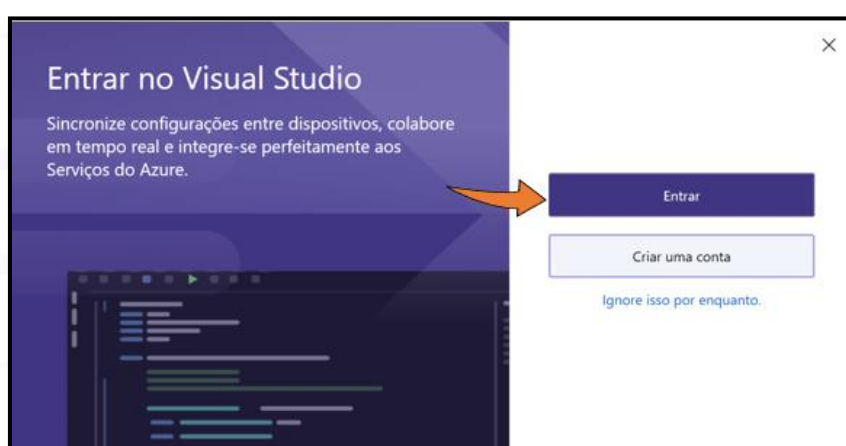 Entrar no Visual Studio
Sincronize configurações entre dispositivos, colabore
em tempo real e integre-se perfeitamente aos
Serviços do Azure.
Entrar
Criar uma conta
Ignore isso por enquanto.